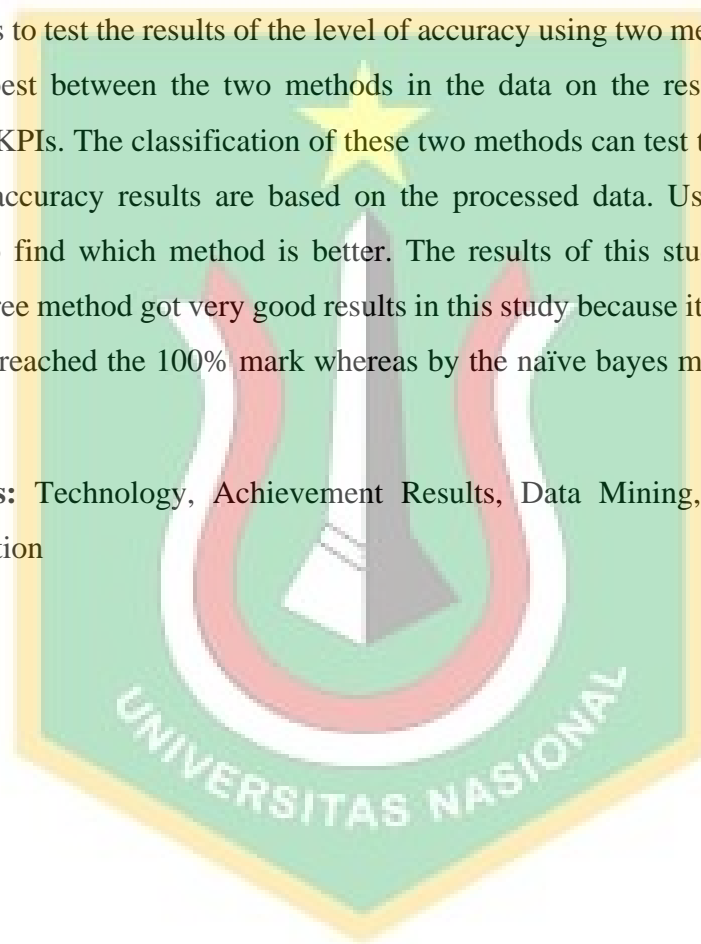 s to test the results of the level of accuracy using two me
est between the two methods in the data on the res
KPIs. The classification of these two methods can test t
accuracy results are based on the processed data. Us
find which method is better. The results of this stu
ree method got very good results in this study because it
reached the 100% mark whereas by the naïve bayes m
s: Technology, Achievement Results, Data Mining,
tion
UNIVERSITAS NASIONAL